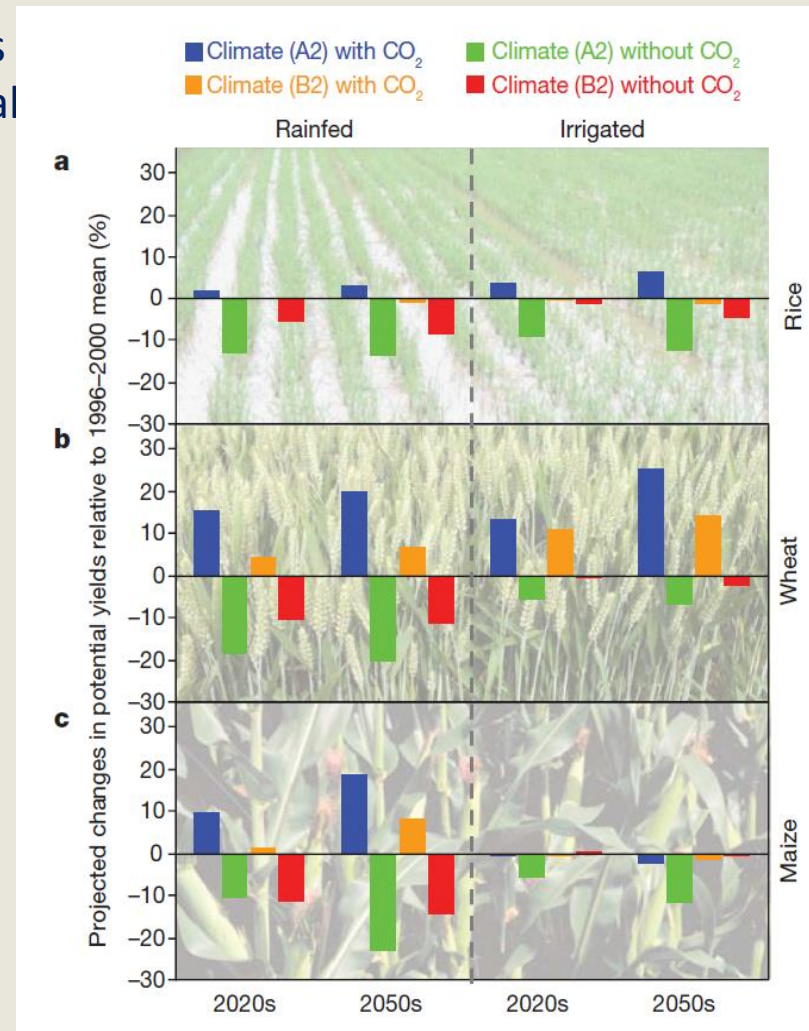 s
al
Climate (A2) with CO₂ Climate (A2) without CO₂
Climate (B2) with CO₂ Climate (B2) without CO₂
Rainfed Irrigated
a
30
20
10
0
–10
–20
–30
Rice
b
30
20
10
0
–10
–20
–30
Wheat
c
30
20
10
0
–10
–20
–30
Maize
Projected changes in potential yields relative to 1996–2000 mean (%)
2020s 2050s 2020s 2050s